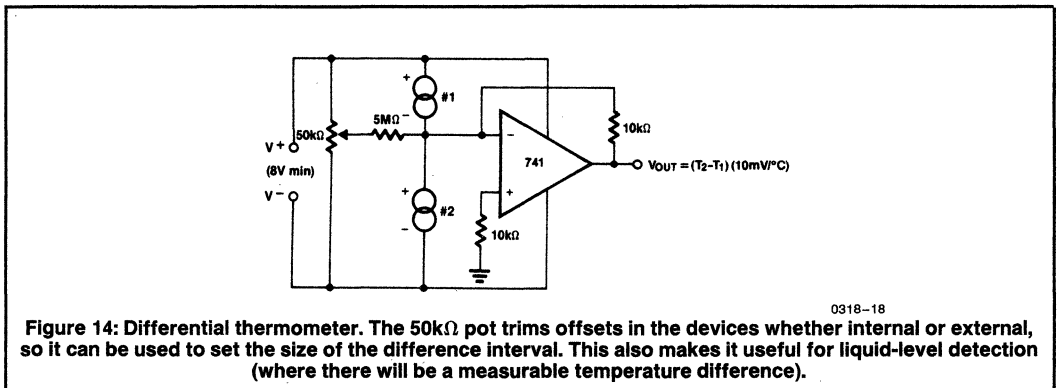 +
#1
–
5MΩ
50kΩ
V+
(8V min)
V–
10kΩ
–
741
+
VOUT = (T2–T1) (10mV/°C)
+
#2
–
10kΩ
0318–18
Figure 14: Differential thermometer. The 50kΩ pot trims offsets in the devices whether internal or external,
so it can be used to set the size of the difference interval. This also makes it useful for liquid-level detection
(where there will be a measurable temperature difference).